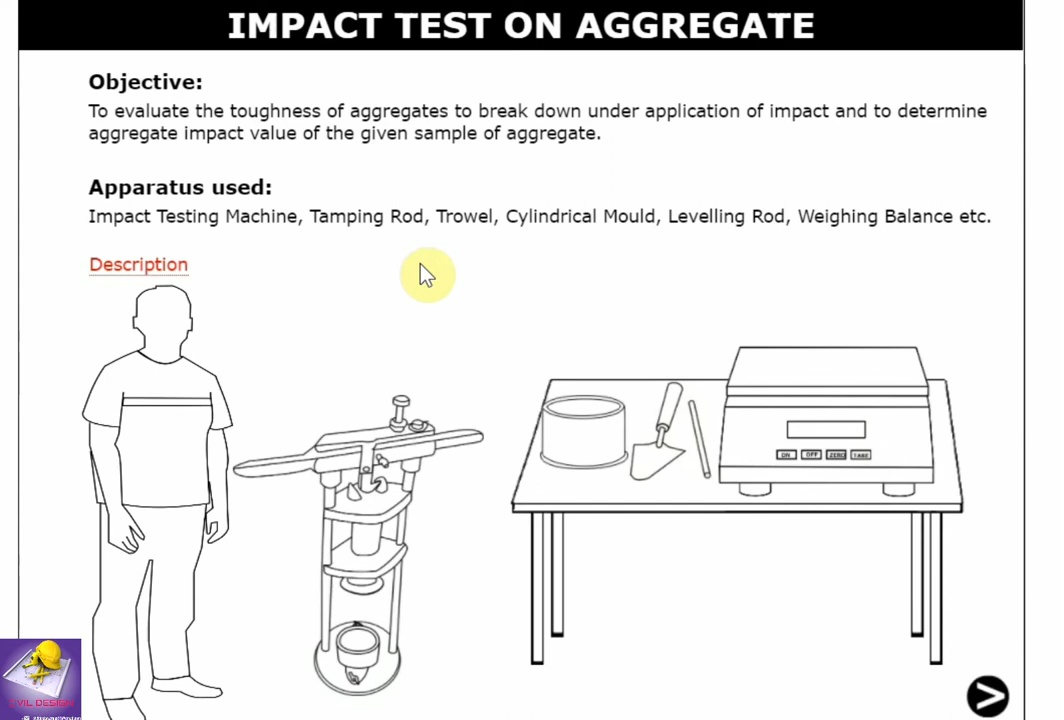 IMPACT TEST ON AGGREGATE
Objective:
To evaluate the toughness of aggregates to break down under application of impact and to determine
aggregate impact value of the given sample of aggregate.
Apparatus used:
Impact Testing Machine, Tamping Rod, Trowel, Cylindrical Mould, Levelling Rod, Weighing Balance etc.
Description
ON OFF ZERO TARE
CIVIL DESIGN